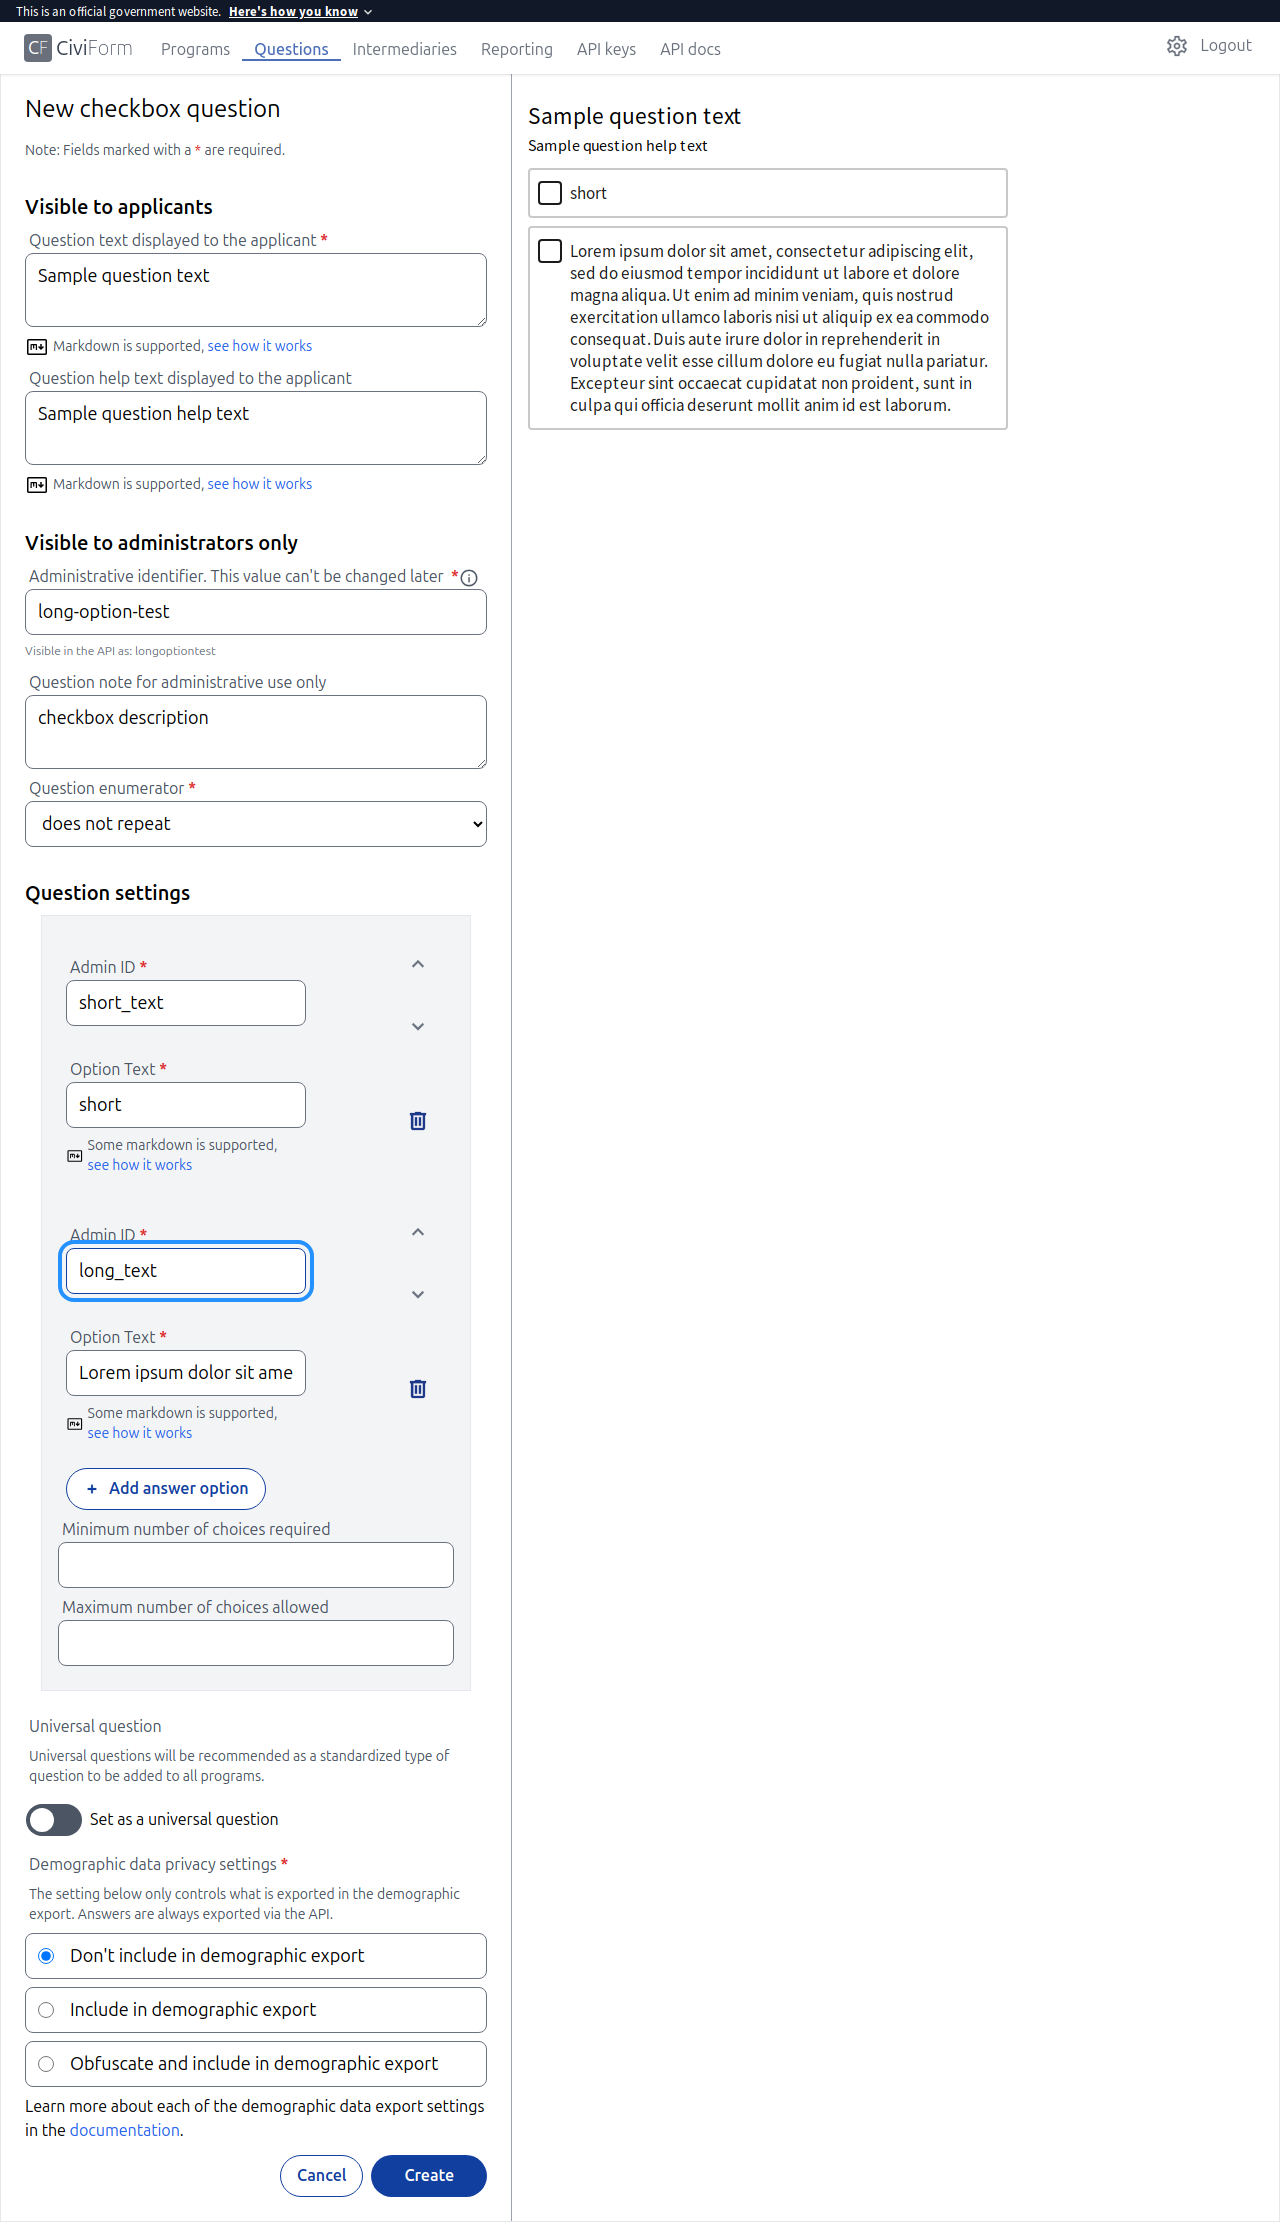 This is an official government website. Here's how you know
CF CiviForm Programs Questions Intermediaries Reporting API keys API docs Logout
New checkbox question
Note: Fields marked with a * are required.
Visible to applicants
Question text displayed to the applicant *
Sample question text
Markdown is supported, see how it works
Question help text displayed to the applicant
Sample question help text
Markdown is supported, see how it works
Visible to administrators only
Administrative identifier. This value can't be changed later *
long-option-test
Visible in the API as: longoptiontest
Question note for administrative use only
checkbox description
Question enumerator *
does not repeat
Question settings
Admin ID *
short_text
Option Text *
short
Some markdown is supported,
see how it works
Admin ID *
long_text
Option Text *
Lorem ipsum dolor sit ame
Some markdown is supported,
see how it works
+ Add answer option
Minimum number of choices required
Maximum number of choices allowed
Universal question
Universal questions will be recommended as a standardized type of
question to be added to all programs.
Set as a universal question
Demographic data privacy settings *
The setting below only controls what is exported in the demographic
export. Answers are always exported via the API.
Don't include in demographic export
Include in demographic export
Obfuscate and include in demographic export
Learn more about each of the demographic data export settings
in the documentation.
Cancel Create
Sample question text
Sample question help text
short
Lorem ipsum dolor sit amet, consectetur adipiscing elit,
sed do eiusmod tempor incididunt ut labore et dolore
magna aliqua. Ut enim ad minim veniam, quis nostrud
exercitation ullamco laboris nisi ut aliquip ex ea commodo
consequat. Duis aute irure dolor in reprehenderit in
voluptate velit esse cillum dolore eu fugiat nulla pariatur.
Excepteur sint occaecat cupidatat non proident, sunt in
culpa qui officia deserunt mollit anim id est laborum.